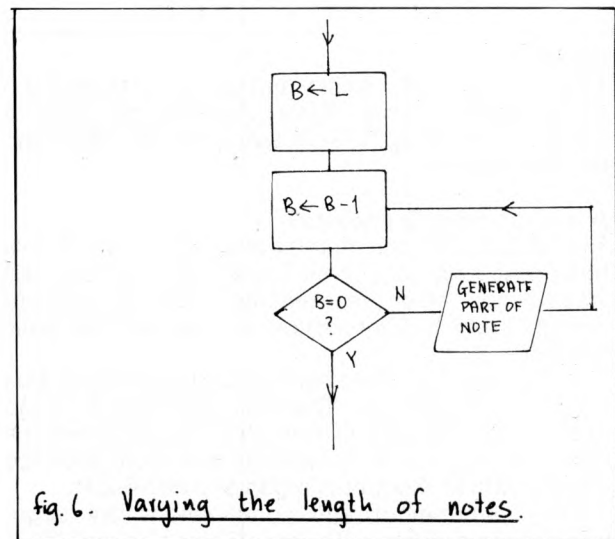 B ← L
B ← B - 1
B=0
?
N
GENERATE
PART OF
NOTE
Y
fig. 6. Varying the length of notes.